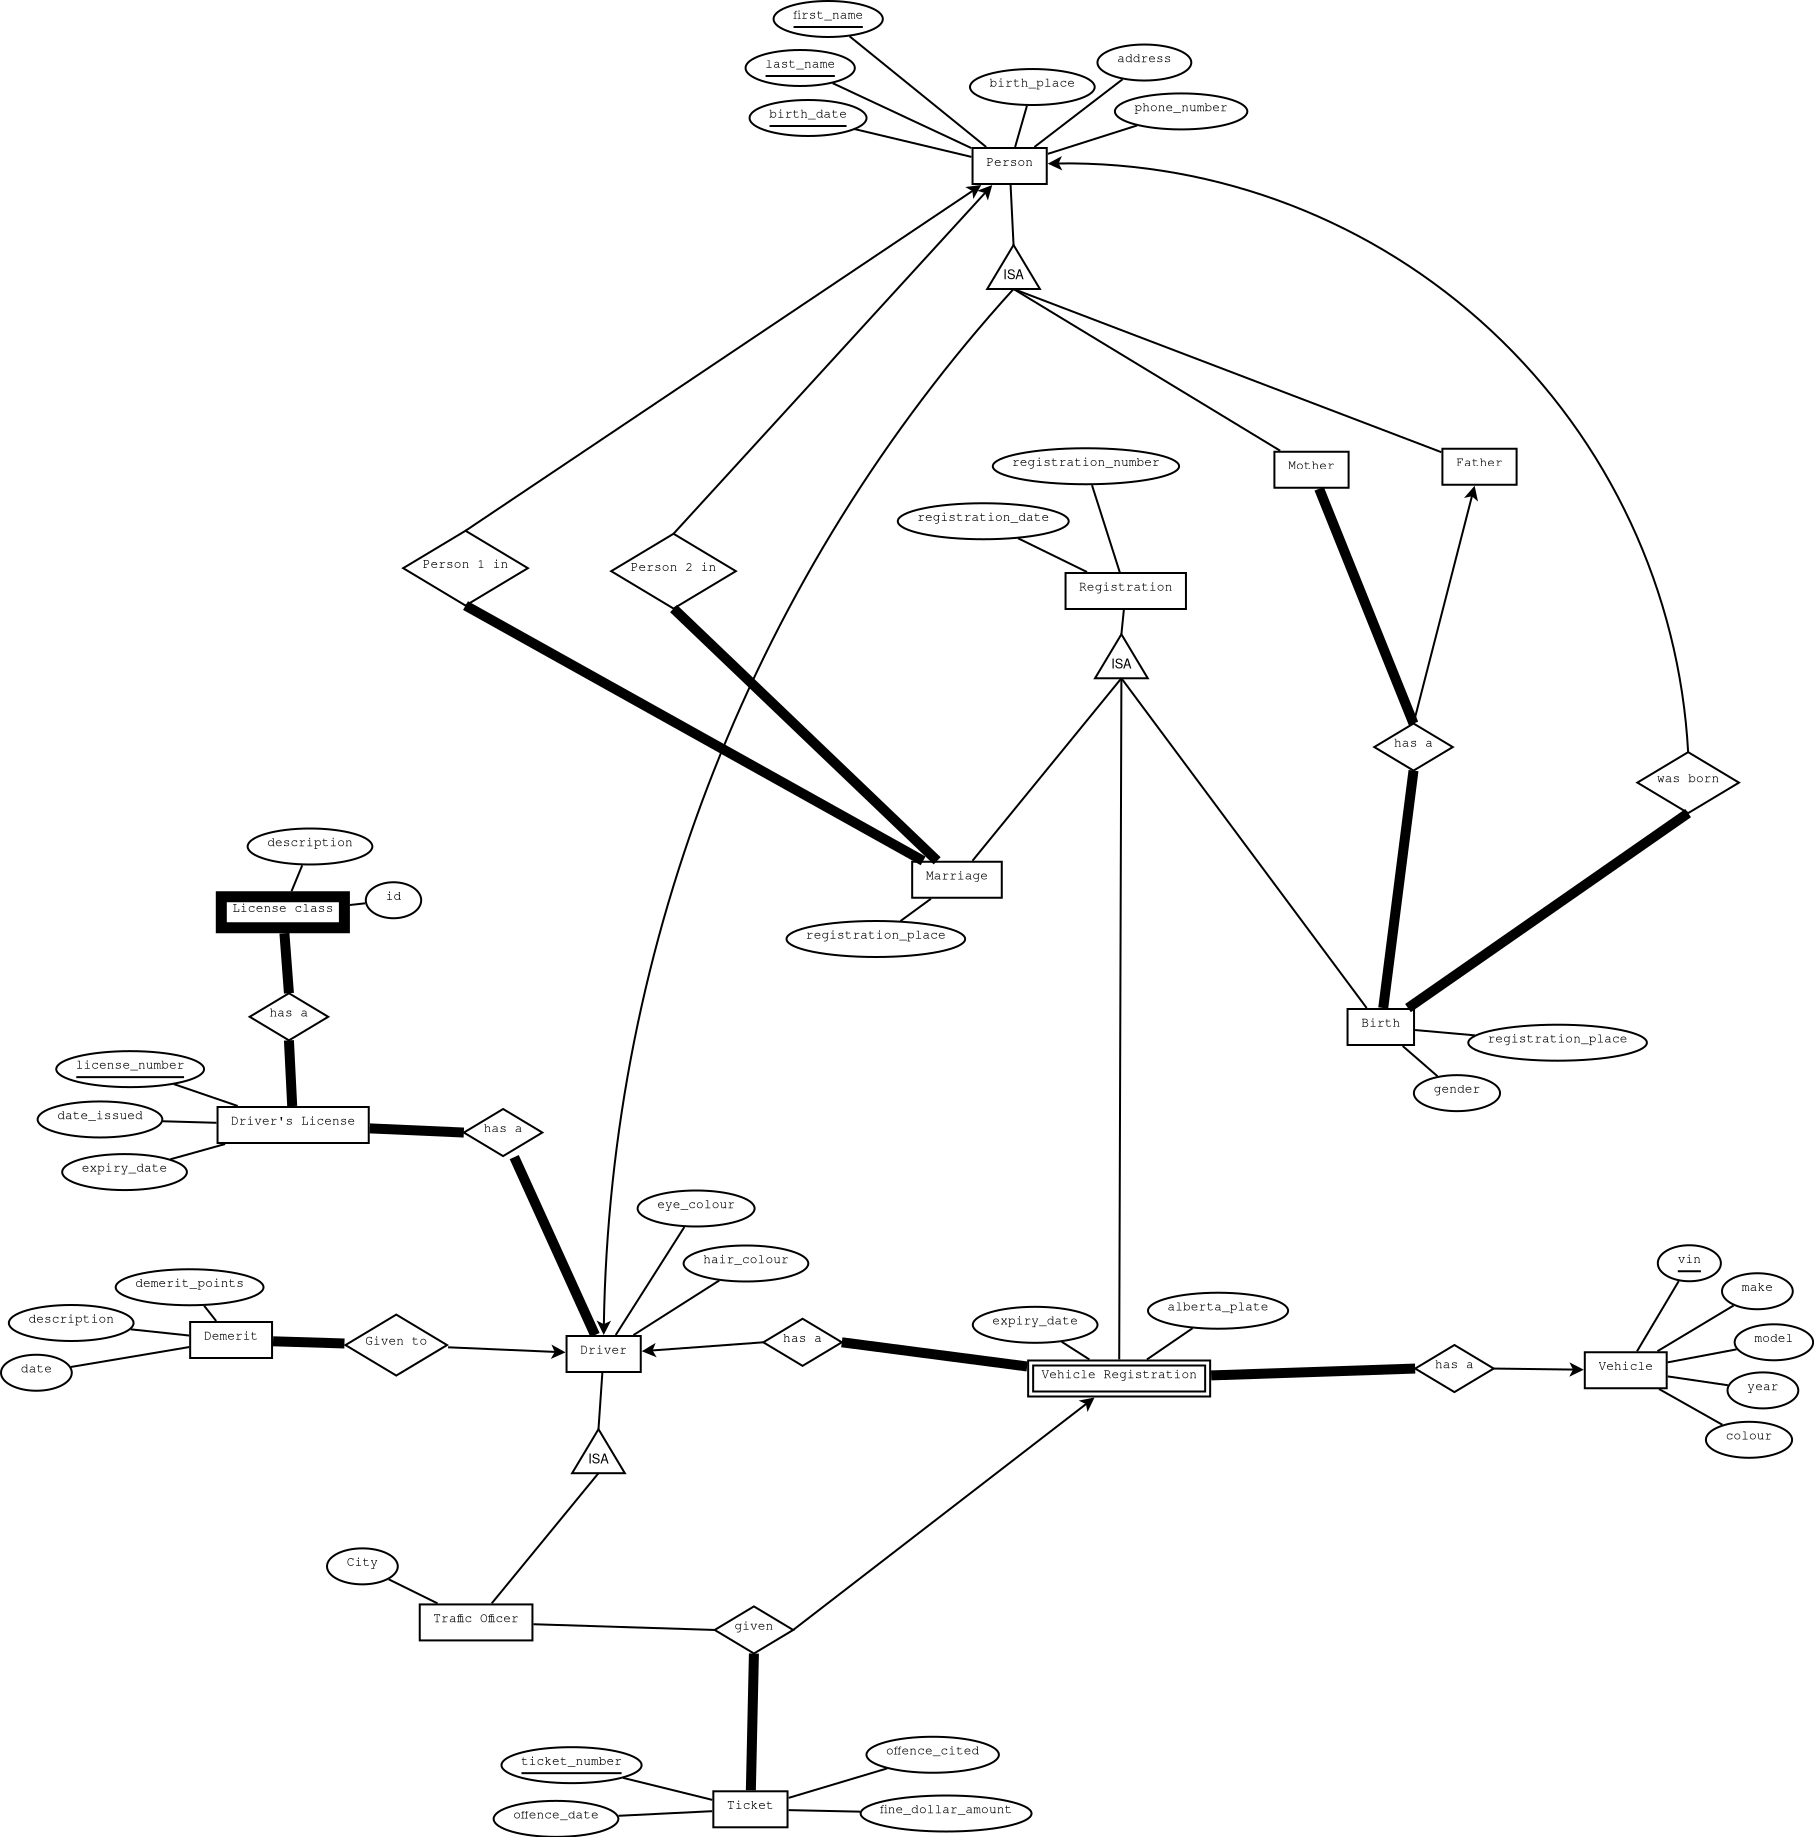 first_name
last_name
address
birth_place
phone_number
birth_date
Person
ISA
registration_number
Mother
Father
registration_date
Person 1 in
Person 2 in
Registration
ISA
has a
was born
description
Marriage
id
License class
registration_place
has a
Birth
registration_place
license_number
gender
date_issued
Driver's License
has a
expiry_date
eye_colour
hair_colour
vin
demerit_points
make
description
alberta_plate
expiry_date
Demerit
Given to
has a
model
Driver
date
Vehicle Registration
has a
Vehicle
year
colour
ISA
City
Traffic Officer
given
offence_cited
ticket_number
Ticket
offence_date
fine_dollar_amount